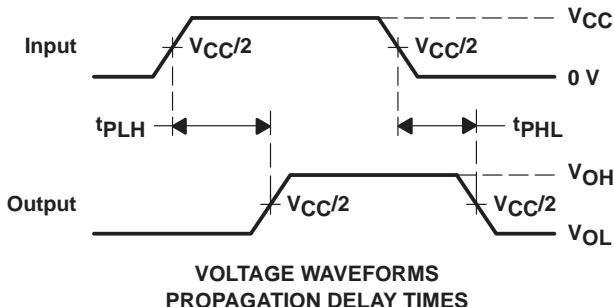 VCC
Input
VCC/2
VCC/2
0 V
tPLH
tPHL
VOH
Output
VCC/2
VCC/2
VOL
VOLTAGE WAVEFORMS
PROPAGATION DELAY TIMES